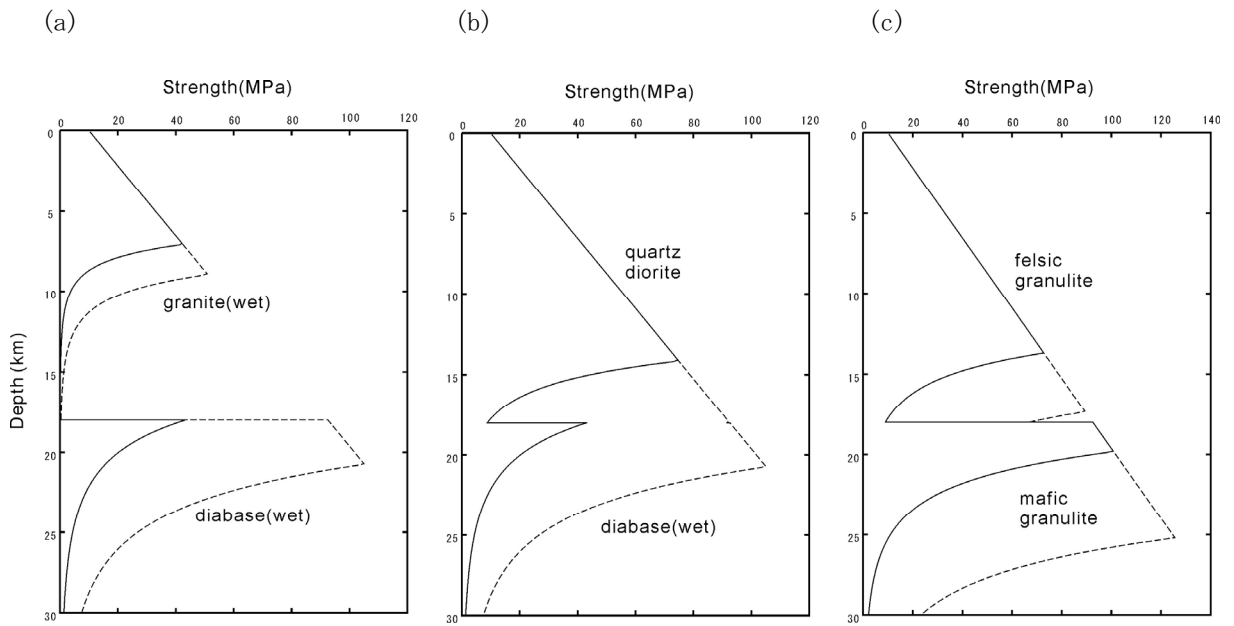 (a)
(b)
(c)
Strength(MPa)
0 20 40 60 80 100 120
0
5
10
15
20
25
30
Depth(km)
granite(wet)
diabase(wet)
Strength(MPa)
0 20 40 60 80 100 120
0
5
10
15
20
25
30
quartz
diorite
diabase(wet)
Strength(MPa)
0 20 40 60 80 100 120 140
0
5
10
15
20
25
30
felsic
granulite
mafic
granulite